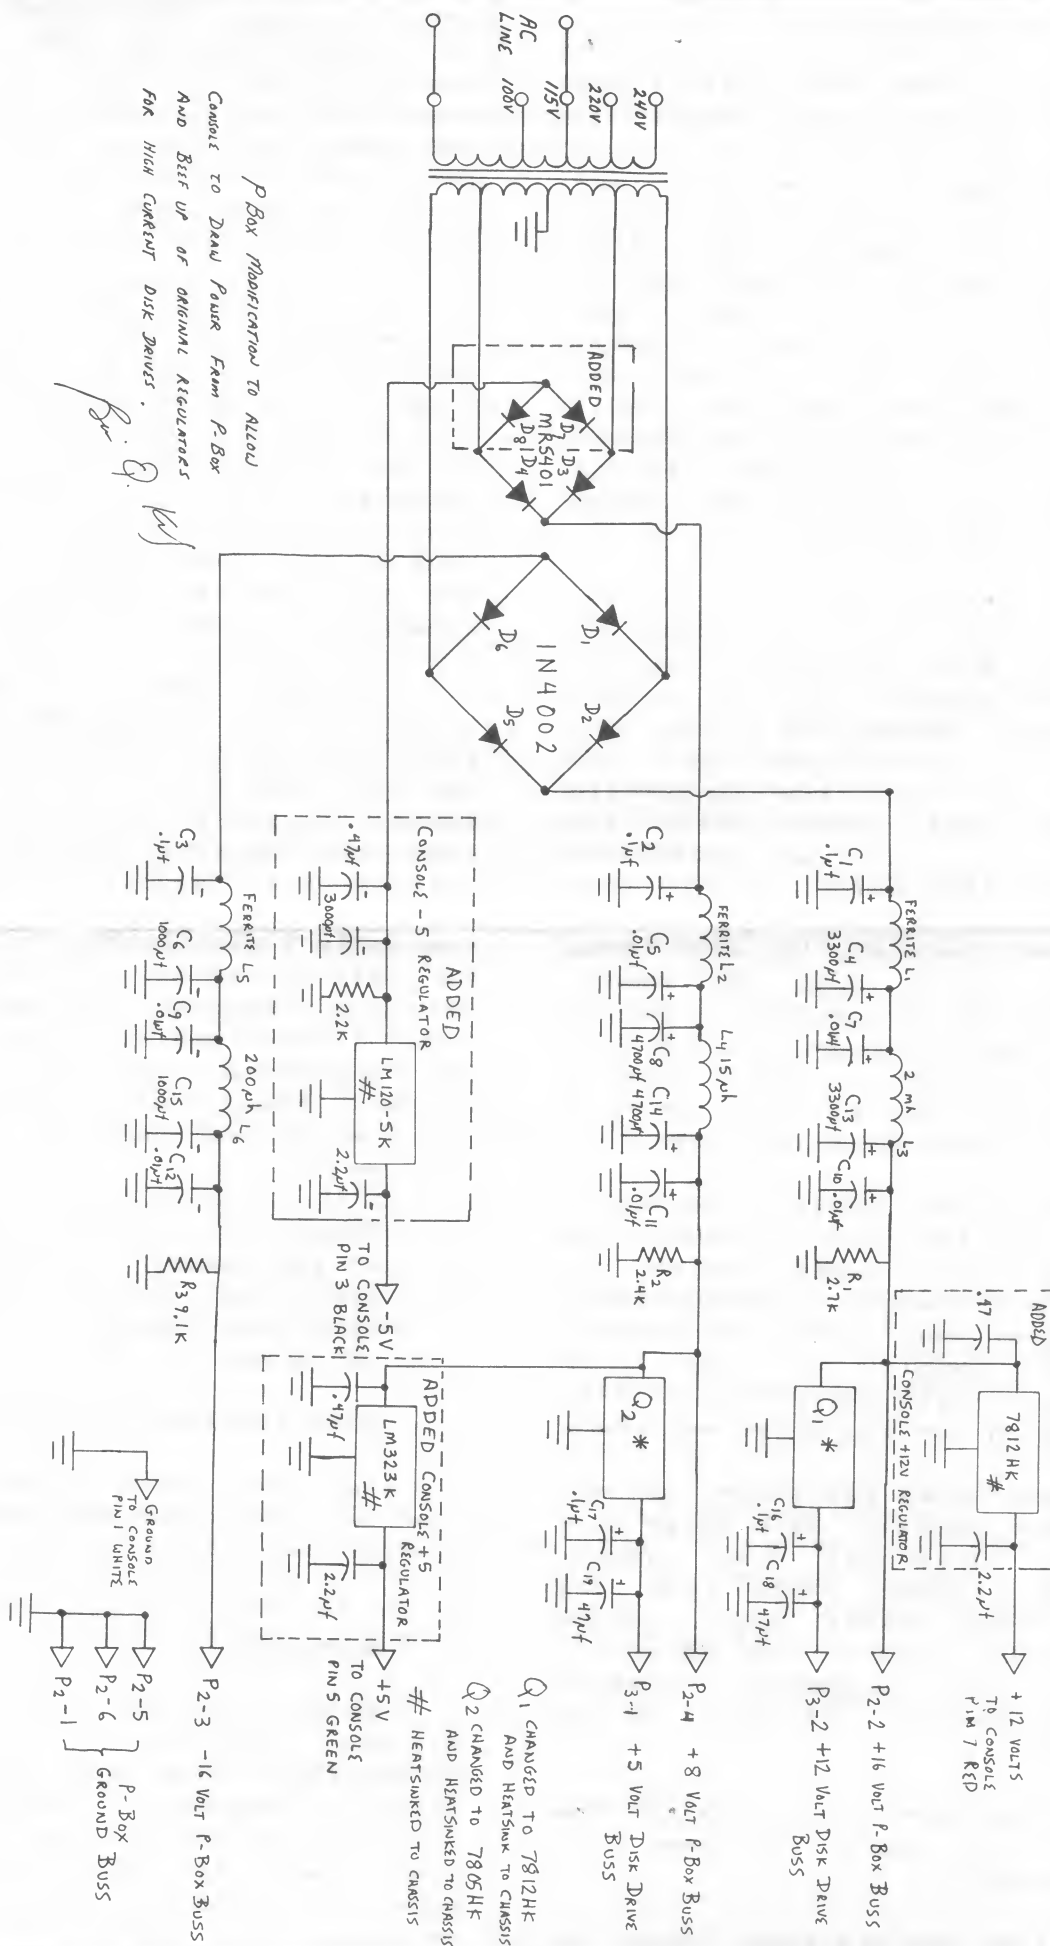 240V
220V
115V
100V
AC
LINE
P BOX MODIFICATION TO ALLOW
CONSOLE TO DRAW POWER FROM P-BOX
AND BEEF UP OF ORIGINAL REGULATORS
FOR HIGH CURRENT DISK DRIVES.
ADDED
D7
D3
MR5401
D8
D4
D1
D6
1N4002
D2
D5
C1
.1µf
FERRITE L1
C4
3300µf
C7
.01µf
2 mh
L3
C13
3300µf
C10
.01µf
R1
2.7K
ADDED
.47
7812HK
#
CONSOLE +12V REGULATOR
2.2µf
+12 VOLTS
TO CONSOLE
PIN 7 RED
Q1 *
C16
.1µf
C18
47µf
P2-2 +16 VOLT P-BOX BUSS
P3-2 +12 VOLT DISK DRIVE
BUSS
C2
.1µf
FERRITE L2
C5
.01µf
L4 15µh
C8
4700µf
C14
4700µf
C11
.01µf
R2
2.4K
Q2 *
C17
.1µf
C19
47µf
P2-4 +8 VOLT P-BOX BUSS
P3-1 +5 VOLT DISK DRIVE
BUSS
Q1 CHANGED TO 7812HK
AND HEATSINK TO CHASSIS
Q2 CHANGED TO 7805HK
AND HEATSINKED TO CHASSIS
# HEATSINKED TO CHASSIS
ADDED
CONSOLE -5 REGULATOR
.47µf
3000µf
2.2K
LM120-5K
#
2.2µf
-5V
TO CONSOLE
PIN 3 BLACK
ADDED CONSOLE +5
REGULATOR
.47µf
LM323K
#
2.2µf
+5V
TO CONSOLE
PIN 5 GREEN
C3
.1µf
FERRITE L5
C6
1000µf
C9
.01µf
200µh L6
C15
1000µf
C12
.01µf
R3 9.1K
P2-3 -16 VOLT P-BOX BUSS
GROUND
TO CONSOLE
PIN 1 WHITE
P2-5
P2-6
P2-1
P-BOX
GROUND BUSS